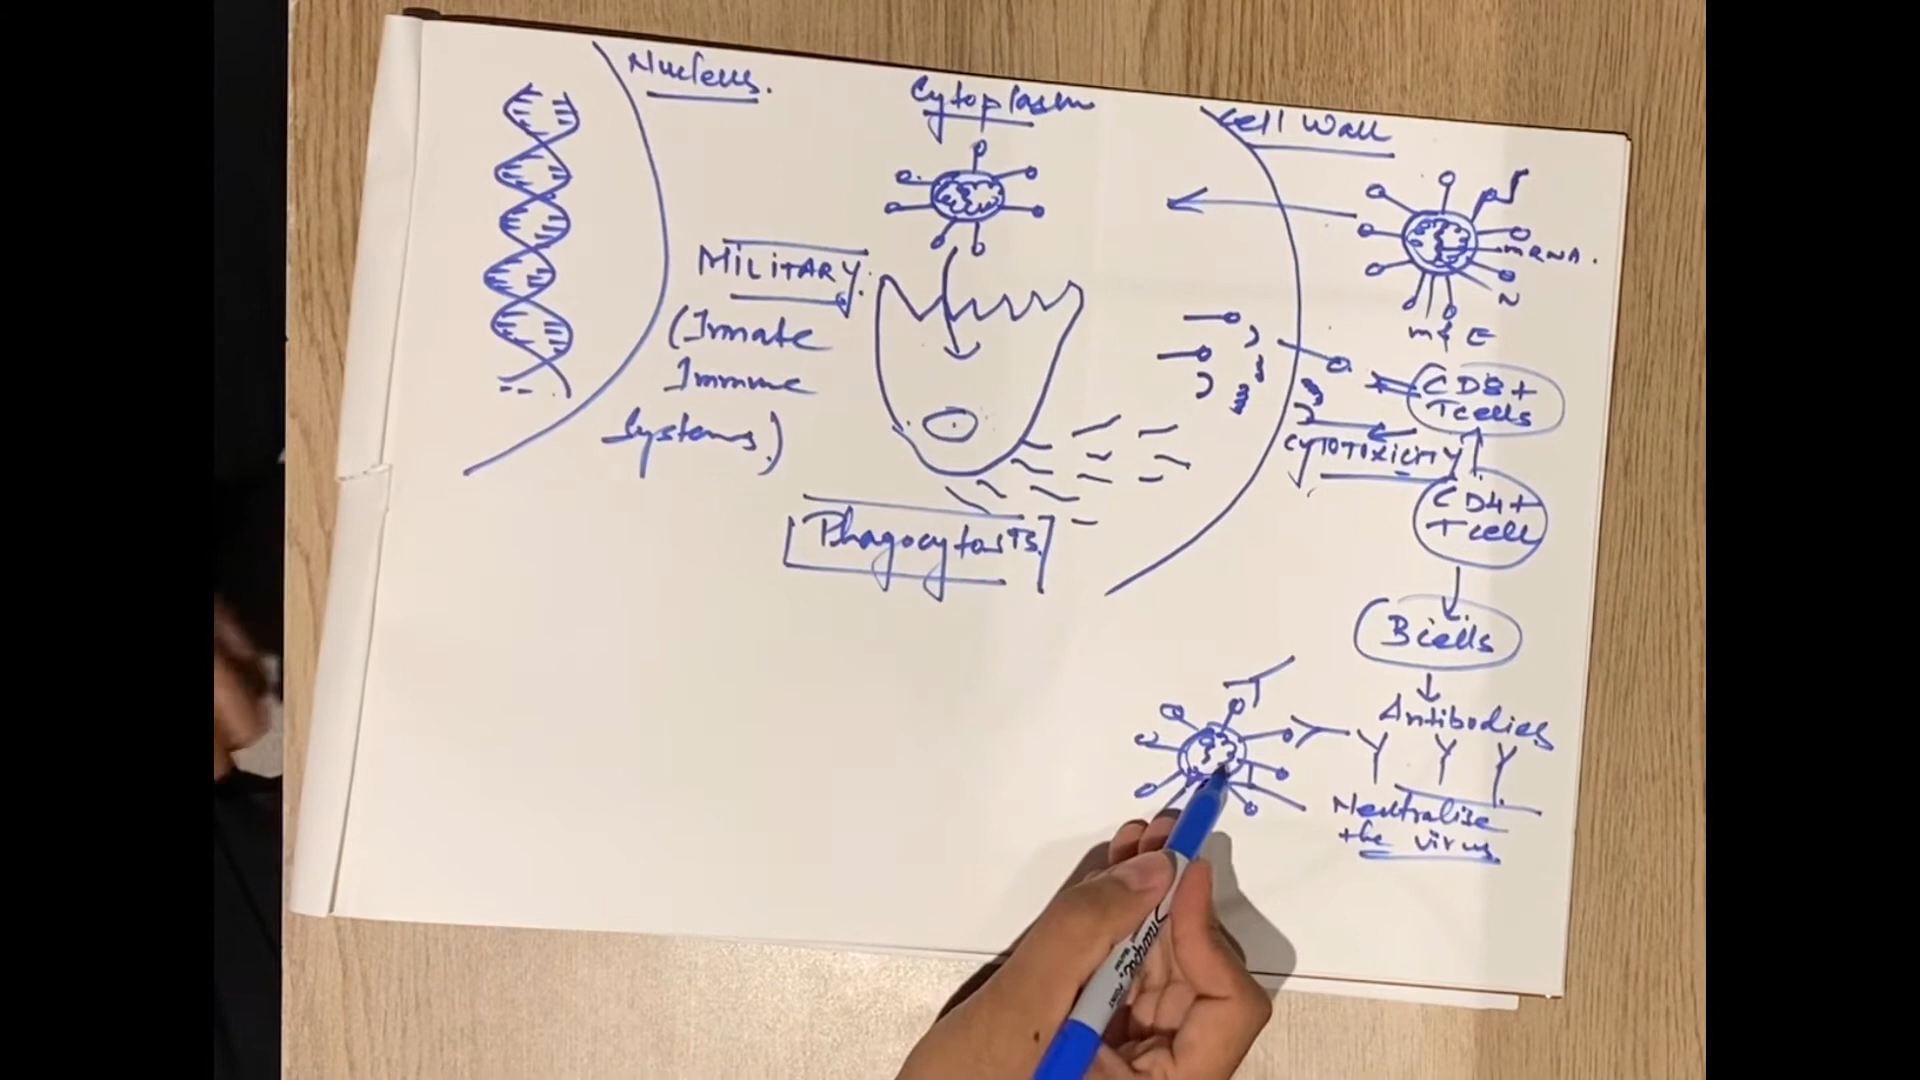 Nucleus.
Cytoplasm
Cell Wall
MILITARY.
(Innate
Immune
Systems.)
Phagocytosis.
S
mRNA.
N
M & E
CD8+
T cells
CYTOTOXICITY
CD4+
T cell
B cells
Antibodies
Neutralise
the virus.
Sharpie